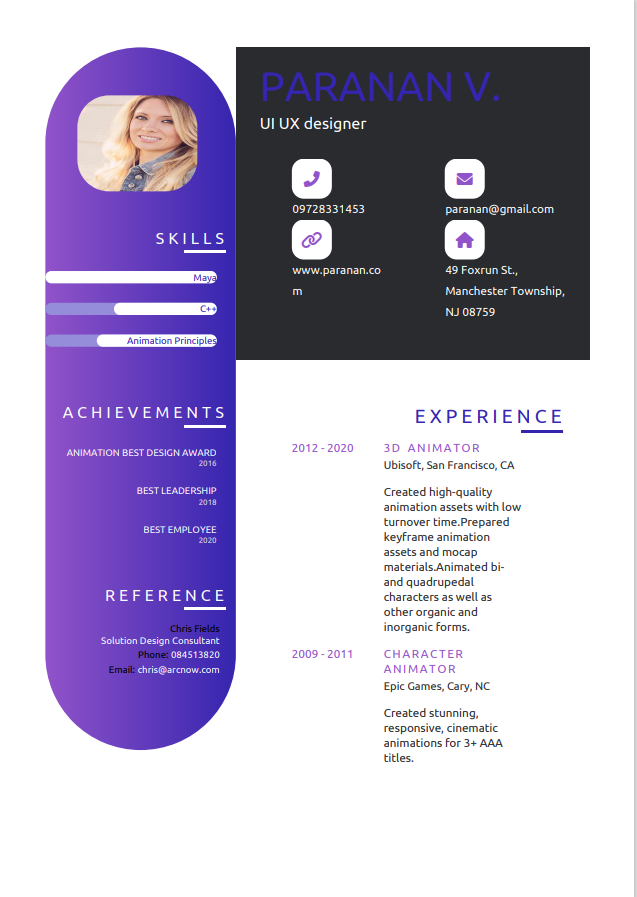 PARANAN V.
UI UX designer
09728331453
paranan@gmail.com
www.paranan.co
m
49 Foxrun St.,
Manchester Township,
NJ 08759
SKILLS
Maya
C++
Animation Principles
ACHIEVEMENTS
ANIMATION BEST DESIGN AWARD
2016
BEST LEADERSHIP
2018
BEST EMPLOYEE
2020
REFERENCE
Chris Fields
Solution Design Consultant
Phone: 084513820
Email: chris@arcnow.com
EXPERIENCE
2012 - 2020
3D ANIMATOR
Ubisoft, San Francisco, CA
Created high-quality
animation assets with low
turnover time.Prepared
keyframe animation
assets and mocap
materials.Animated bi-
and quadrupedal
characters as well as
other organic and
inorganic forms.
2009 - 2011
CHARACTER
ANIMATOR
Epic Games, Cary, NC
Created stunning,
responsive, cinematic
animations for 3+ AAA
titles.